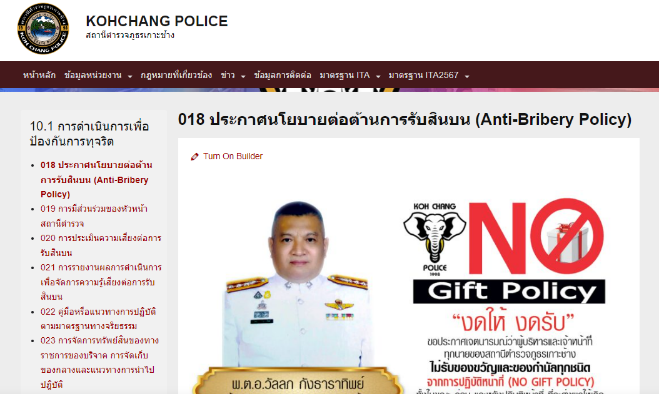 KOHCHANG POLICE
สถานีตำรวจภูธรเกาะช้าง
KOH CHANG POLICE
หน้าหลัก ข้อมูลหน่วยงาน กฎหมายที่เกี่ยวข้อง ข่าว ข้อมูลการติดต่อ มาตรฐาน ITA มาตรฐาน ITA2567
10.1 การดำเนินการเพื่อ
ป้องกันการทุจริต
018 ประกาศนโยบายต่อต้าน
การรับสินบน (Anti-Bribery
Policy)
019 การมีส่วนร่วมของหัวหน้า
สถานีตำรวจ
020 การประเมินความเสี่ยงต่อการ
รับสินบน
021 การรายงานผลการดำเนินการ
เพื่อจัดการความรู้เสี่ยงต่อการรับ
สินบน
022 คู่มือหรือแนวทางการปฏิบัติ
ตามมาตรฐานทางจริยธรรม
023 การจัดการทรัพย์สินของทาง
ราชการของบริจาค การจัดเก็บ
ของกลางและแนวทางการนำไป
ปฏิบัติ
018 ประกาศนโยบายต่อต้านการรับสินบน (Anti-Bribery Policy)
Turn On Builder
พ.ต.อ.วัลลภ กังธาราทิพย์
KOH CHANG
POLICE
NO
Gift Policy
“งดให้ งดรับ”
ขอประกาศเจตนารมณ์ว่าผู้บริหารและเจ้าหน้าที่
ทุกนายของสถานีตำรวจภูธรเกาะช้าง
ไม่รับของขวัญและของกำนัลทุกชนิด
จากการปฏิบัติหน้าที่ (NO GIFT POLICY)